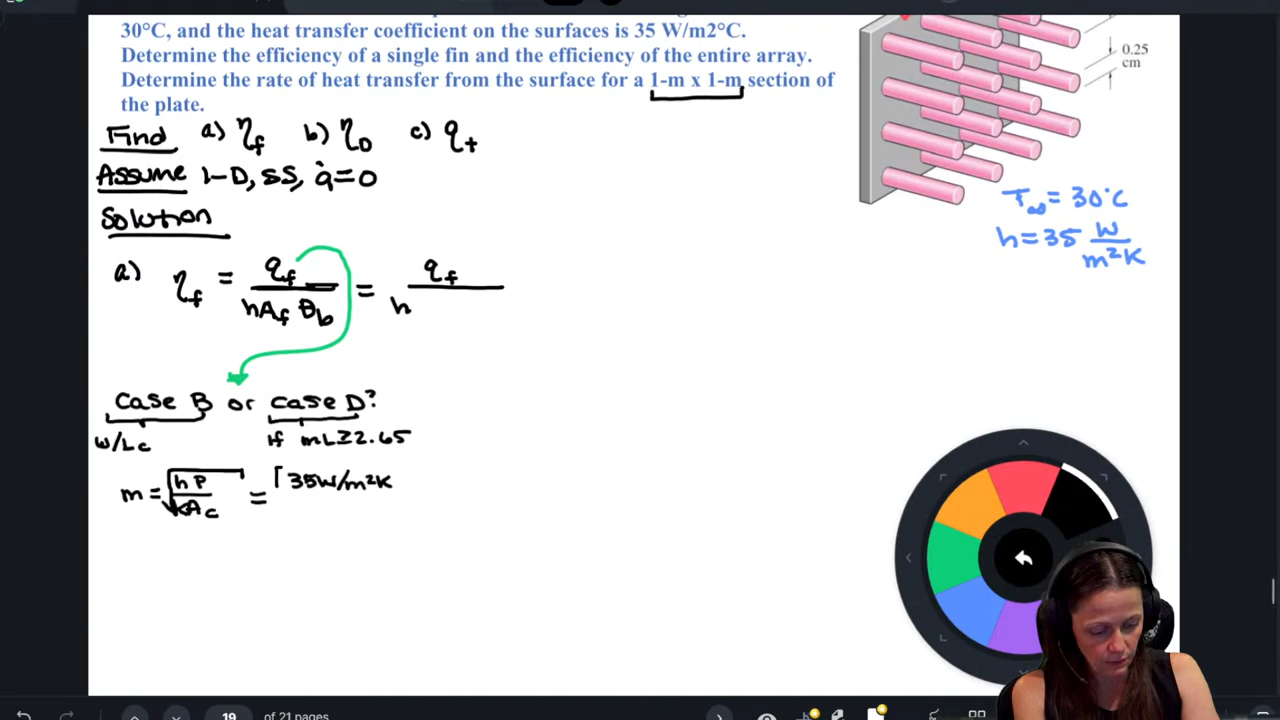 30°C, and the heat transfer coefficient on the surfaces is 35 W/m2°C.
Determine the efficiency of a single fin and the efficiency of the entire array.
Determine the rate of heat transfer from the surface for a 1-m x 1-m section of
the plate.
0.25
cm
Find a) ηf b) ηo c) qt
Assume 1-D, SS, q̇=0
Solution
T∞ = 30°C
h = 35 W/m²K
a) ηf = qf / hAf θb = qf / h
Case B or Case D?
w/Lc if mL≥2.65
m = √hP/kAc = √35W/m²K
19 of 21 pages